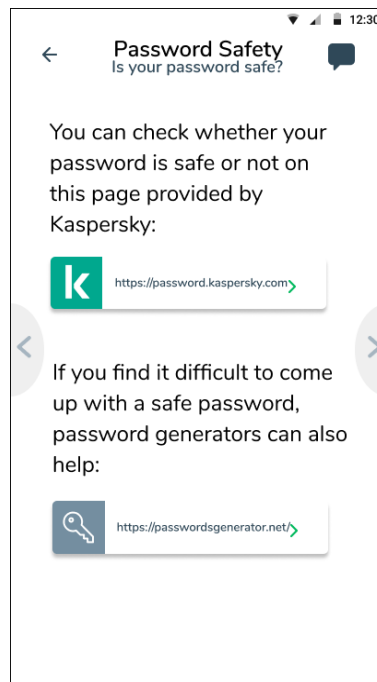 12:30
Password Safety
Is your password safe?
You can check whether your
password is safe or not on
this page provided by
Kaspersky:
k
https://password.kaspersky.com
If you find it difficult to come
up with a safe password,
password generators can also
help:
https://passwordsgenerator.net/